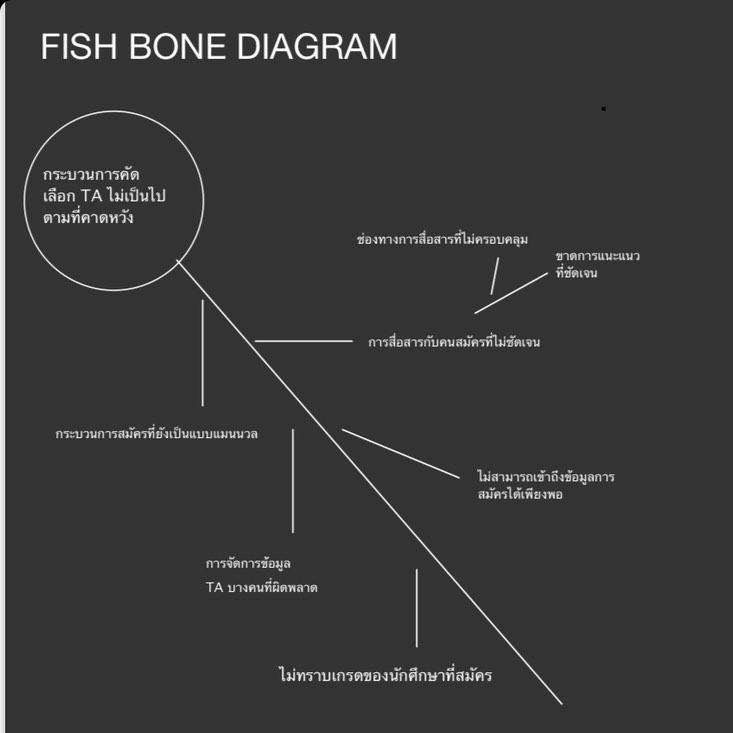 FISH BONE DIAGRAM
กระบวนการคัด
เลือก TA ไม่เป็นไป
ตามที่คาดหวัง
ช่องทางการสื่อสารที่ไม่ครอบคลุม
ขาดการแนะแนว
ที่ชัดเจน
การสื่อสารกับคนสมัครที่ไม่ชัดเจน
กระบวนการสมัครที่ยังเป็นแบบแมนนวล
ไม่สามารถเข้าถึงข้อมูลการ
สมัครได้เพียงพอ
การจัดการข้อมูล
TA บางคนที่ผิดพลาด
ไม่ทราบเกรดของนักศึกษาที่สมัคร